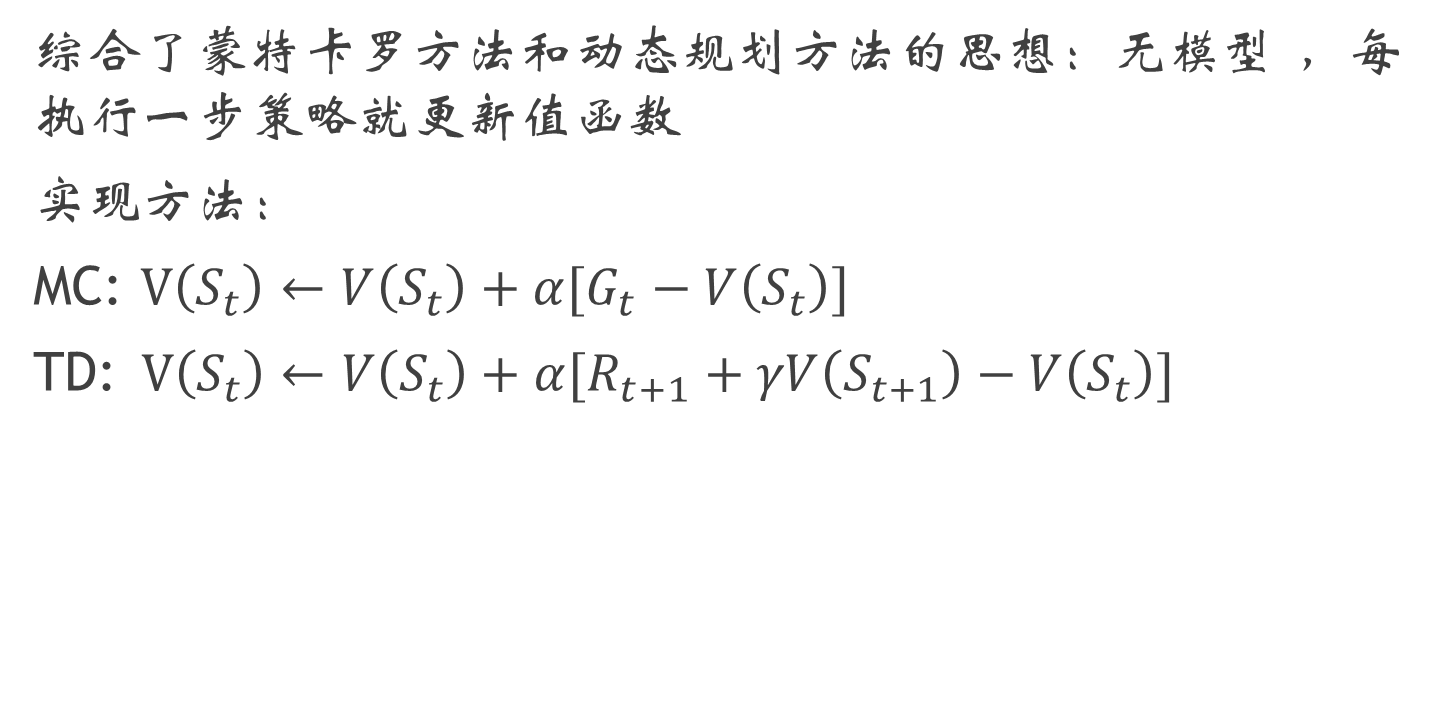 综合了蒙特卡罗方法和动态规划方法的思想：无模型 ，每
执行一步策略就更新值函数
实现方法：
MC: V(S_t) ← V(S_t) + α[G_t − V(S_t)]
TD: V(S_t) ← V(S_t) + α[R_{t+1} + γV(S_{t+1}) − V(S_t)]